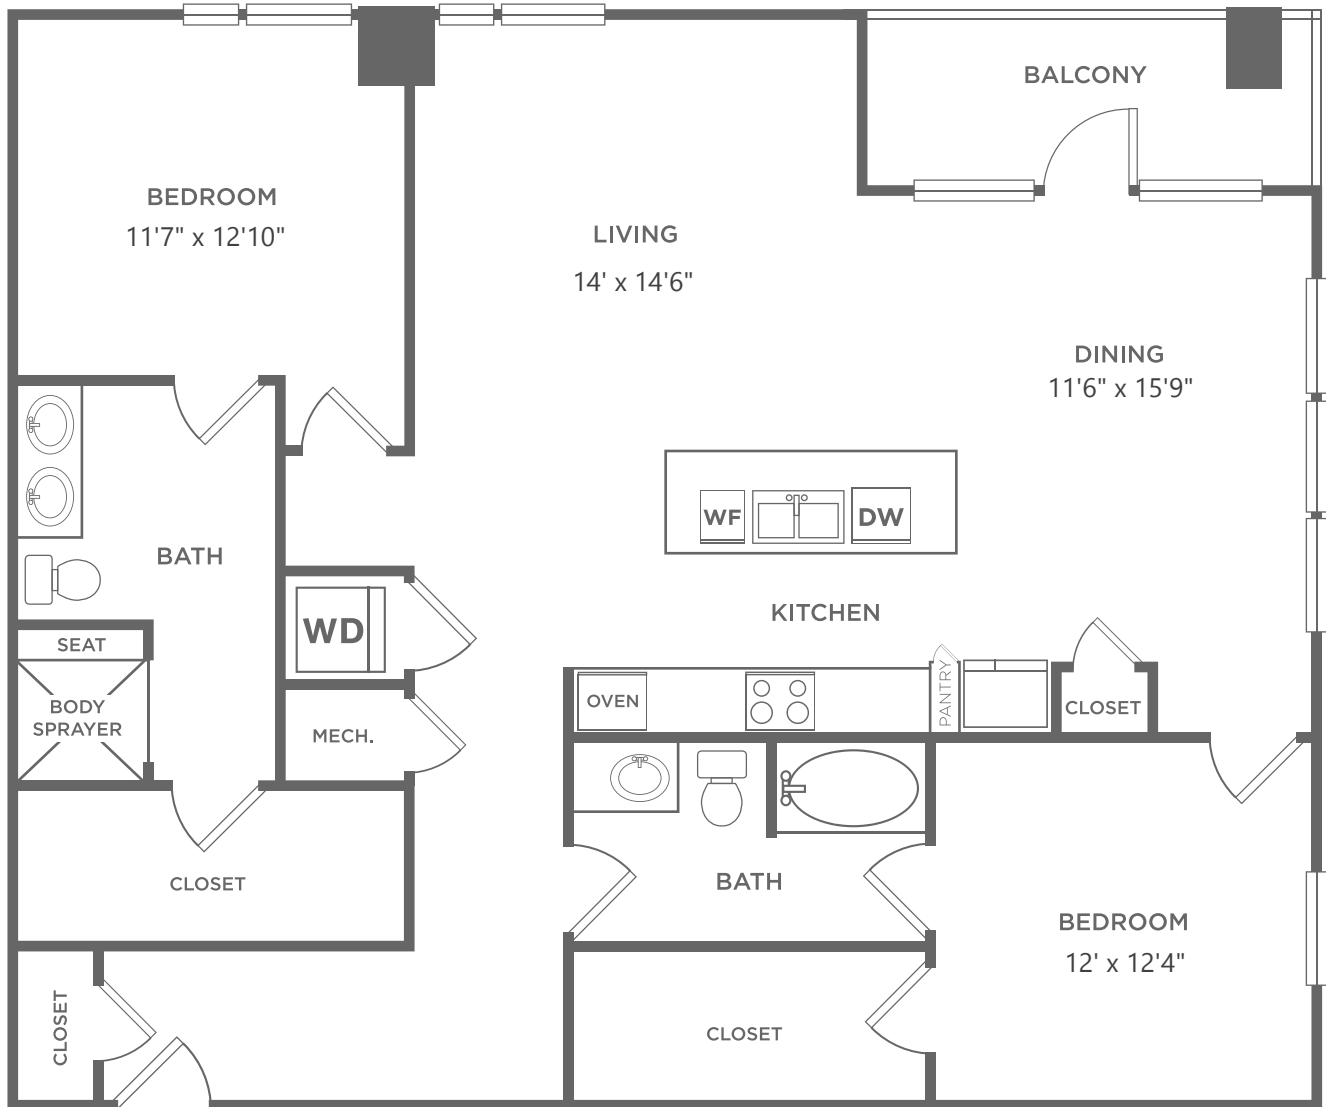 BALCONY
BEDROOM
11'7" x 12'10"
LIVING
14' x 14'6"
DINING
11'6" x 15'9"
WF
DW
BATH
KITCHEN
WD
SEAT
BODY
SPRAYER
MECH.
OVEN
PANTRY
CLOSET
CLOSET
BATH
BEDROOM
12' x 12'4"
CLOSET
CLOSET